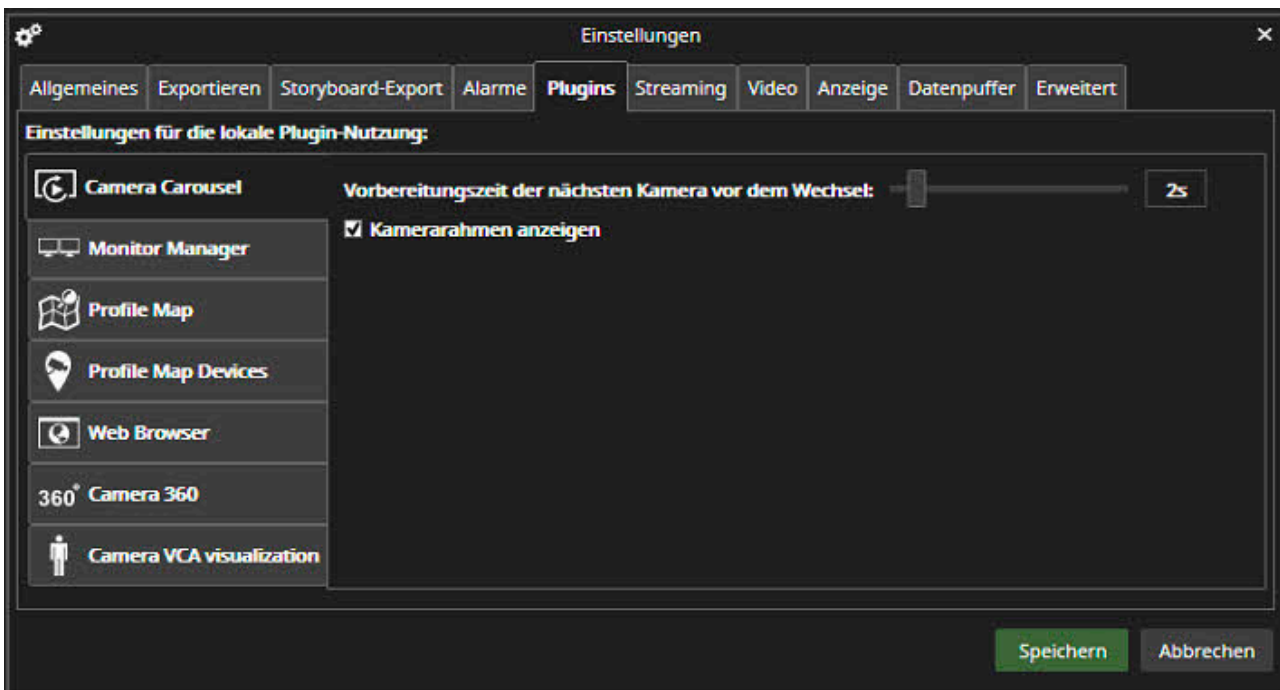 Einstellungen
Allgemeines Exportieren Storyboard-Export Alarme Plugins Streaming Video Anzeige Datenpuffer Erweitert
Einstellungen für die lokale Plugin-Nutzung:
Camera Carousel
Vorbereitungszeit der nächsten Kamera vor dem Wechsel: 2s
Kamerarahmen anzeigen
Monitor Manager
Profile Map
Profile Map Devices
Web Browser
360° Camera 360
Camera VCA visualization
Speichern Abbrechen